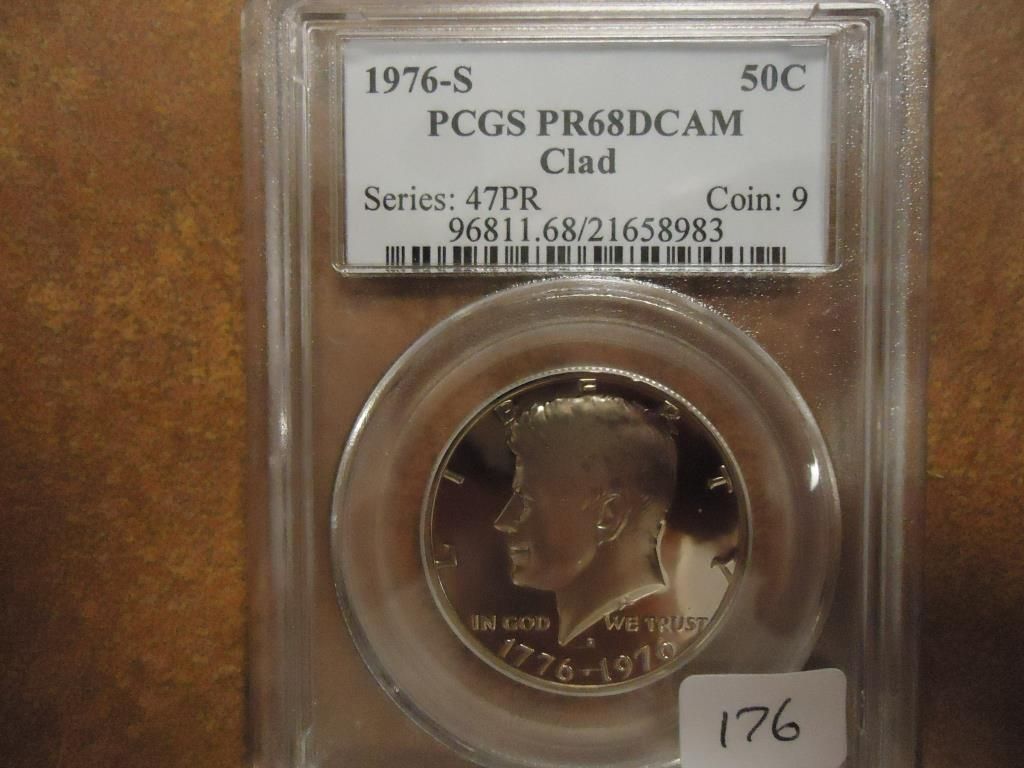 1976-S 50C
PCGS PR68DCAM
Clad
Series: 47PR Coin: 9
96811.68/21658983
LIBERTY
IN GOD WE TRUST
S
1776-1976
176